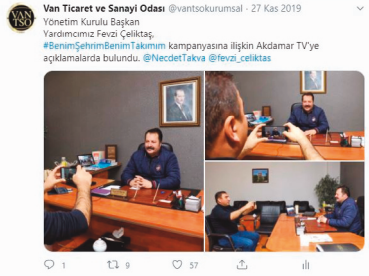 VAN
TSO
Van Ticaret ve Sanayi Odası @vantsokurumsal · 27 Kas 2019
Yönetim Kurulu Başkan
Yardımcımız Fevzi Çeliktaş,
#BenimŞehrimBenimTakımım kampanyasına ilişkin Akdamar TV'ye
açıklamalarda bulundu. @NecdetTakva @fevzi_celiktas
1 9 57